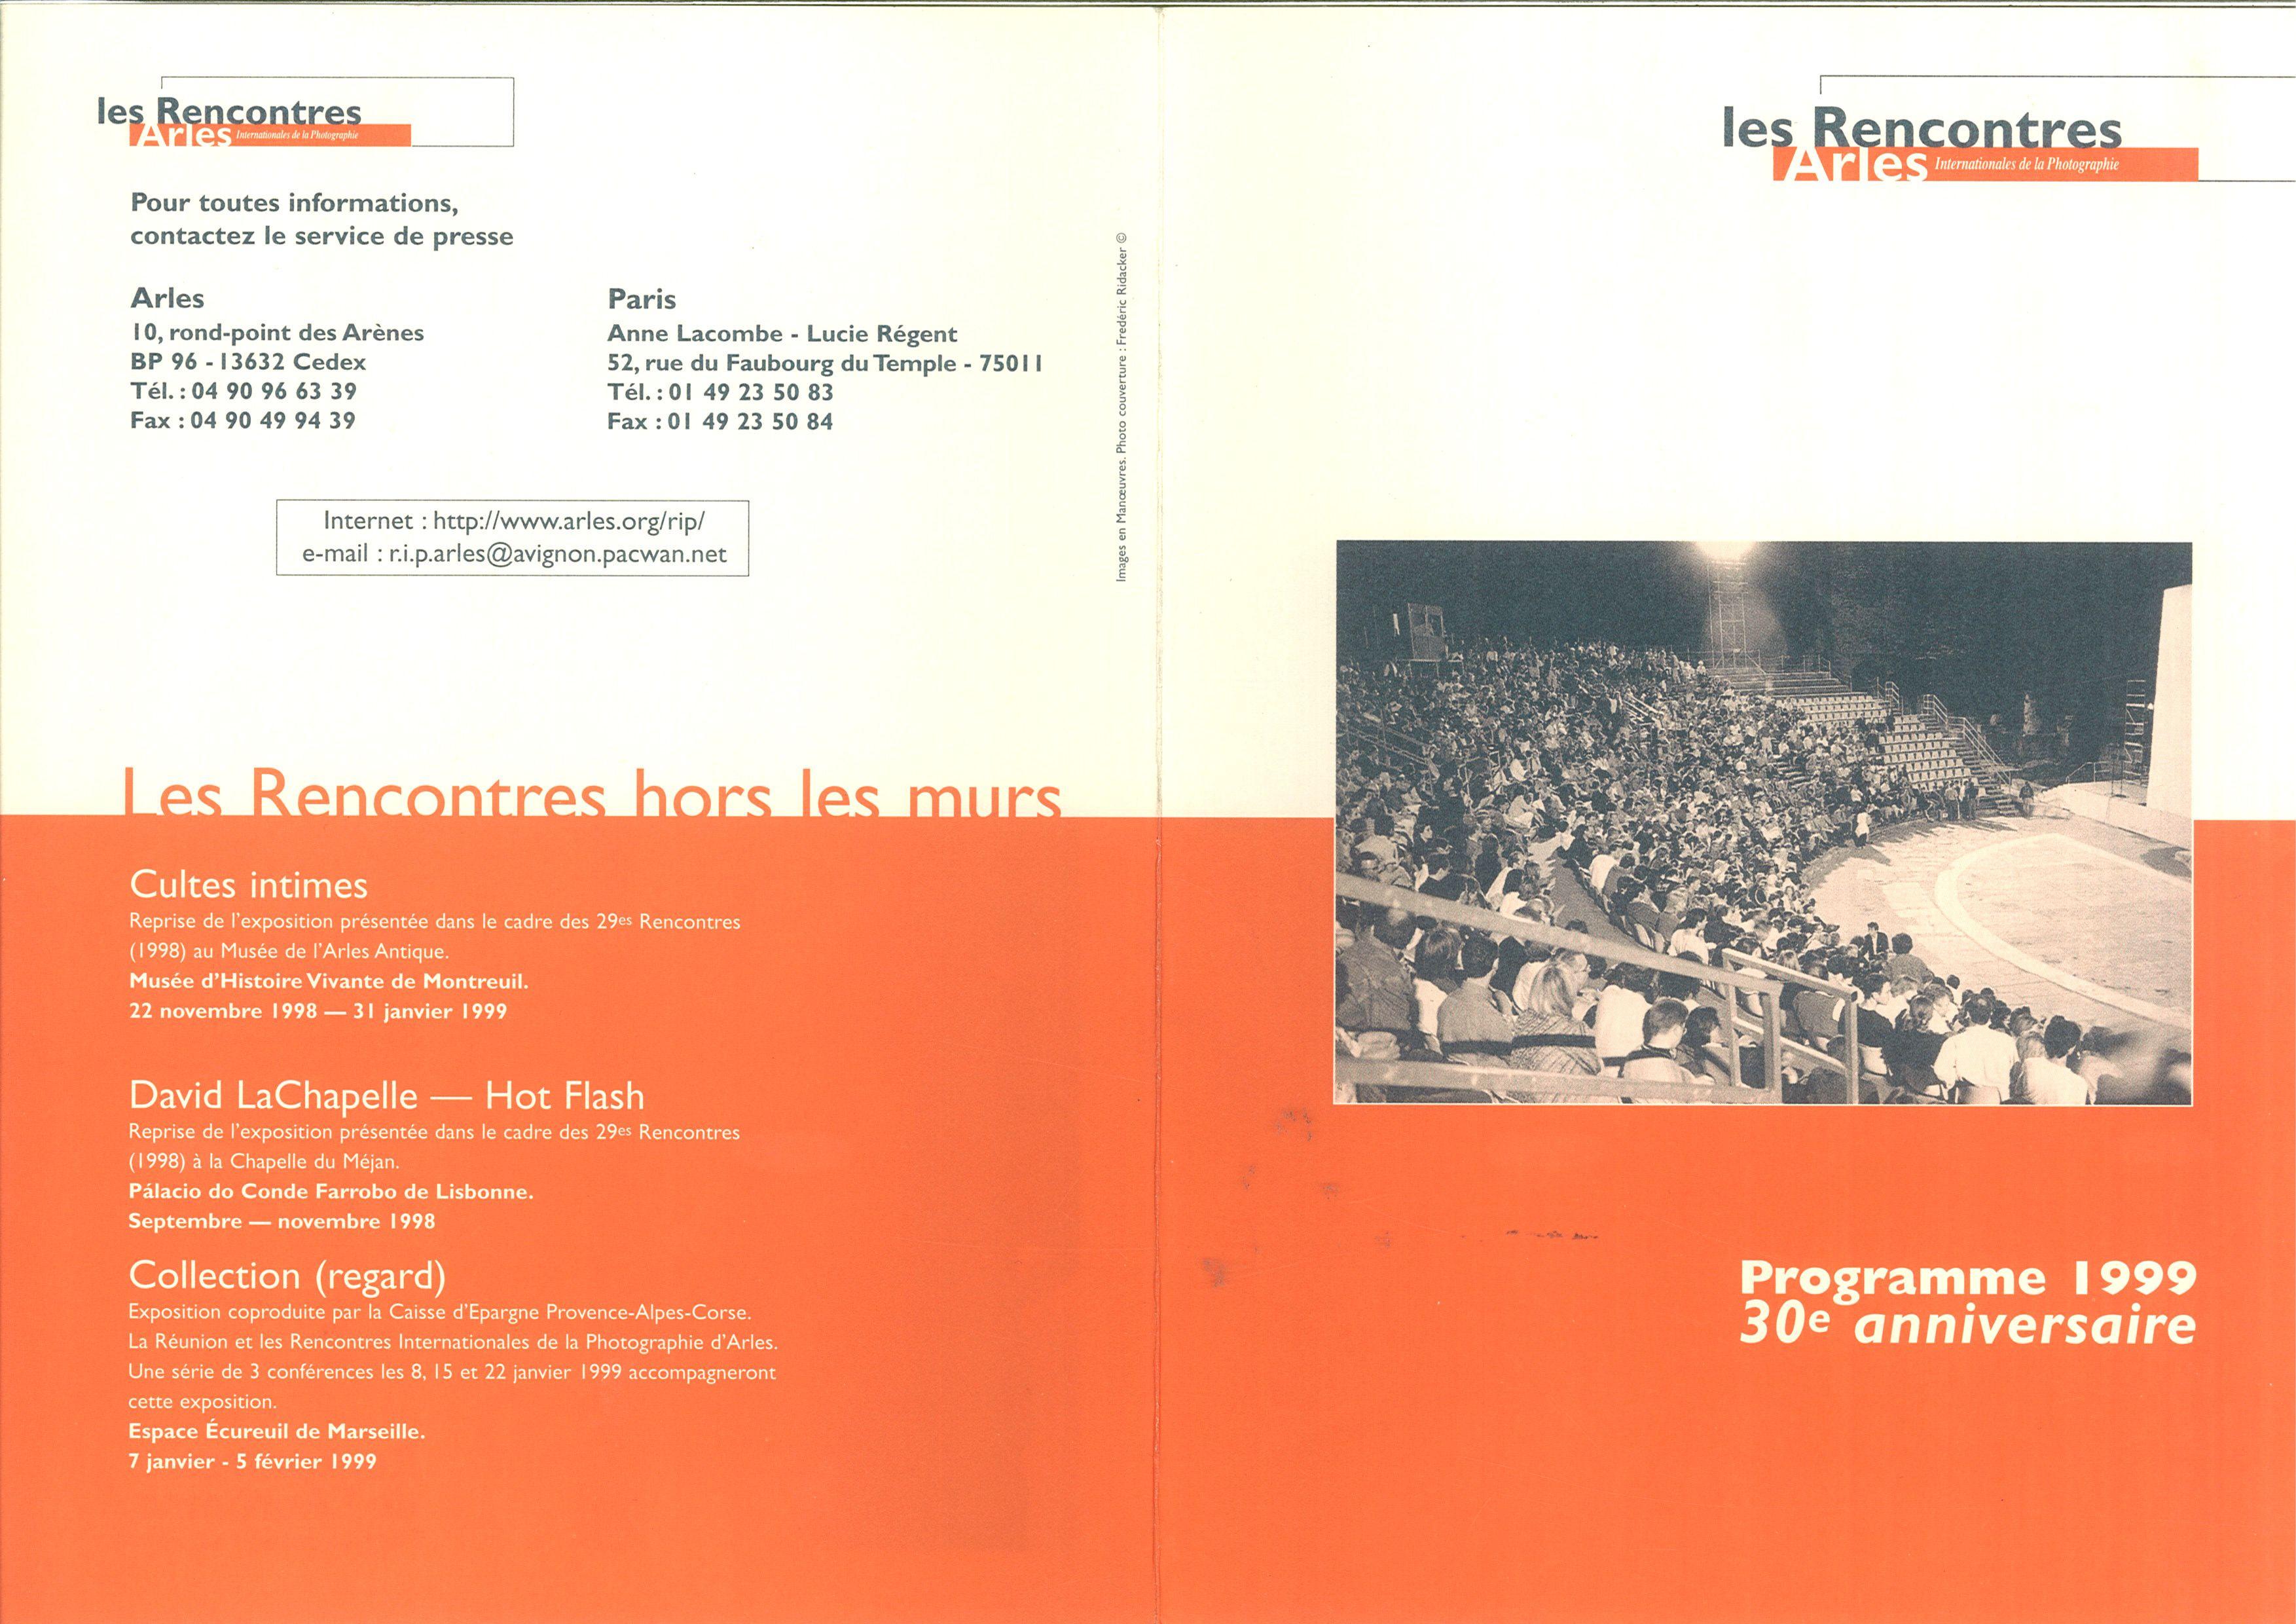 les Rencontres
Arles Internationales de la Photographie
Pour toutes informations,
contactez le service de presse
Arles
10, rond-point des Arènes
BP 96 - 13632 Cedex
Tél. : 04 90 96 63 39
Fax : 04 90 49 94 39
Paris
Anne Lacombe - Lucie Régent
52, rue du Faubourg du Temple - 75011
Tél. : 01 49 23 50 83
Fax : 01 49 23 50 84
Internet : http://www.arles.org/rip/
e-mail : r.i.p.arles@avignon.pacwan.net
Images en Manœuvres. Photo couverture : Frédéric Ridacker ©
Les Rencontres hors les murs
Cultes intimes
Reprise de l'exposition présentée dans le cadre des 29es Rencontres
(1998) au Musée de l'Arles Antique.
Musée d'Histoire Vivante de Montreuil.
22 novembre 1998 — 31 janvier 1999
David LaChapelle — Hot Flash
Reprise de l'exposition présentée dans le cadre des 29es Rencontres
(1998) à la Chapelle du Méjan.
Pálacio do Conde Farrobo de Lisbonne.
Septembre — novembre 1998
Collection (regard)
Exposition coproduite par la Caisse d'Epargne Provence-Alpes-Corse.
La Réunion et les Rencontres Internationales de la Photographie d'Arles.
Une série de 3 conférences les 8, 15 et 22 janvier 1999 accompagneront
cette exposition.
Espace Écureuil de Marseille.
7 janvier - 5 février 1999
les Rencontres
Arles Internationales de la Photographie
Programme 1999
30e anniversaire